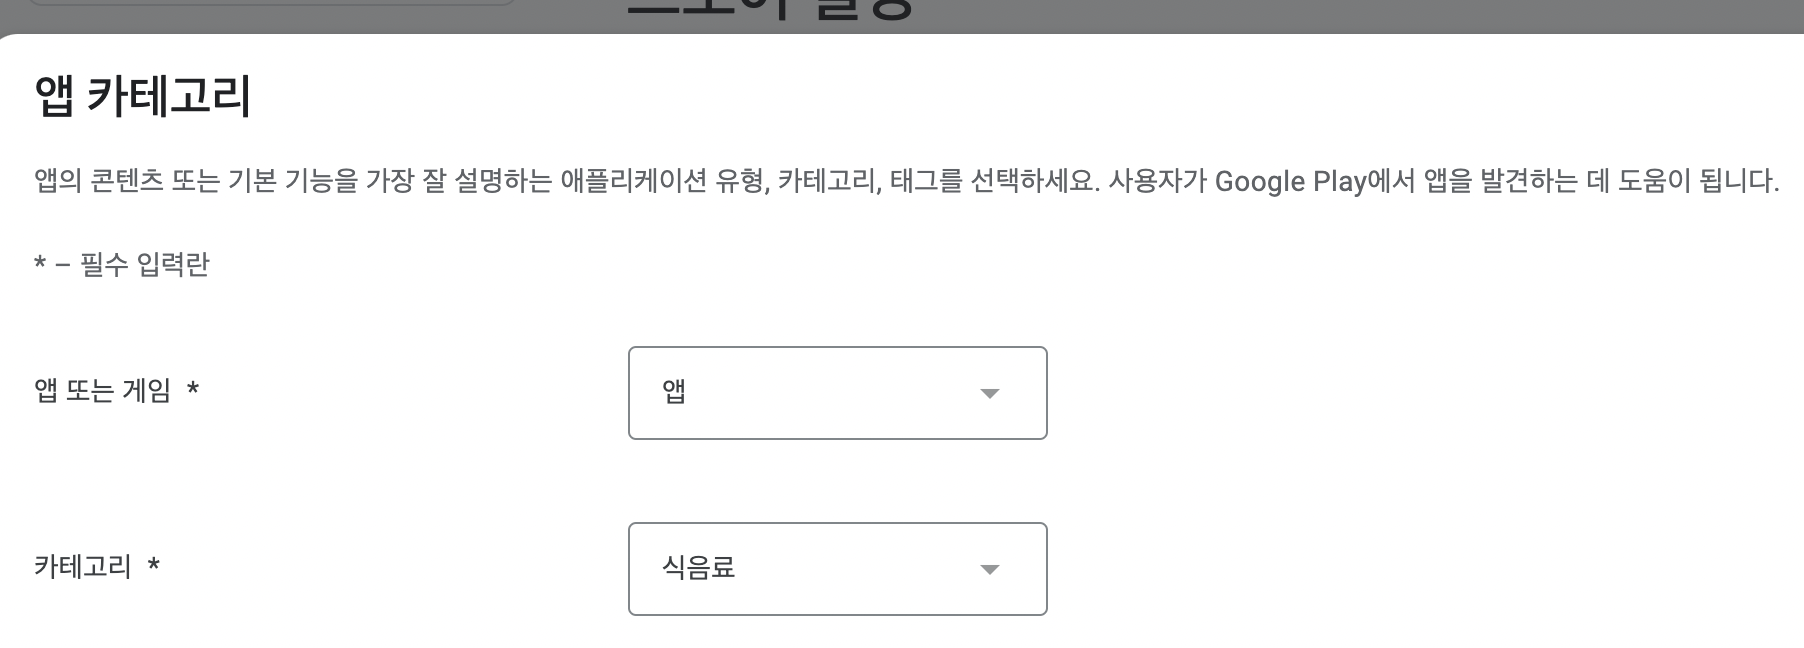 앱 카테고리
앱의 콘텐츠 또는 기본 기능을 가장 잘 설명하는 애플리케이션 유형, 카테고리, 태그를 선택하세요. 사용자가 Google Play에서 앱을 발견하는 데 도움이 됩니다.
* – 필수 입력란
앱 또는 게임 *
앱
카테고리 *
식음료